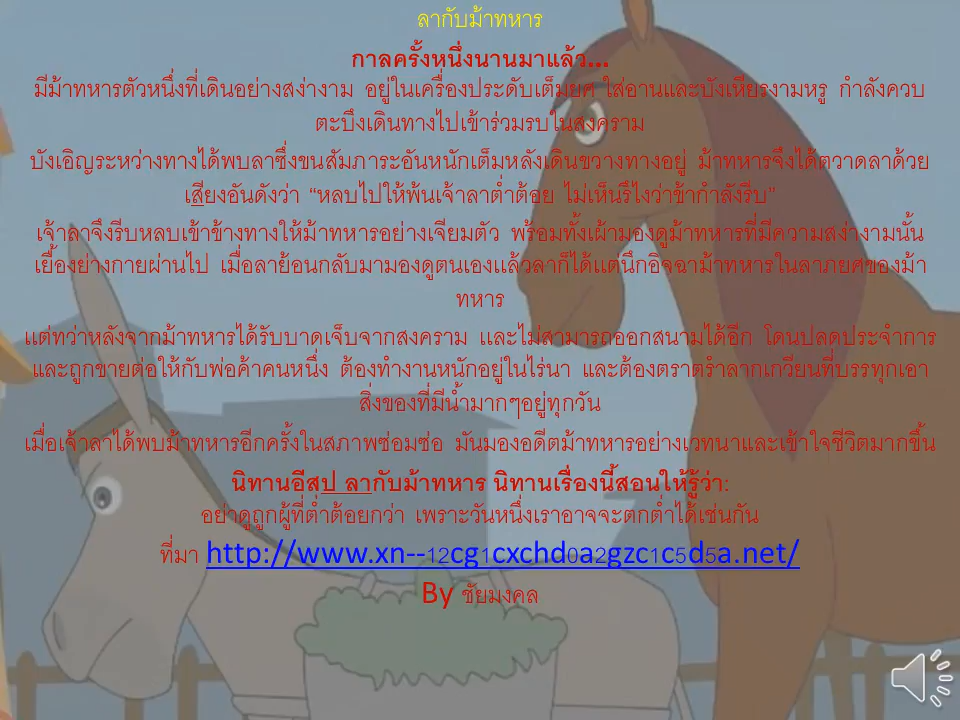 ลากับม้าทหาร
กาลครั้งหนึ่งนานมาแล้ว...
มีม้าทหารตัวหนึ่งที่เดินอย่างสง่างาม อยู่ในเครื่องประดับเต็มยศ ใส่อานและบังเหียรงามหรู กำลังควบ
ตะบึงเดินทางไปเข้าร่วมรบในสงคราม
บังเอิญระหว่างทางได้พบลาซึ่งขนสัมภาระอันหนักเต็มหลังเดินขวางทางอยู่ ม้าทหารจึงได้ตวาดลาด้วย
เสียงอันดังว่า “หลบไปให้พ้นเจ้าลาต่ำต้อย ไม่เห็นรึไงว่าข้ากำลังรีบ”
เจ้าลาจึงรีบหลบเข้าข้างทางให้ม้าทหารอย่างเจียมตัว พร้อมทั้งเฝ้ามองดูม้าทหารที่มีความสง่างามนั้น
เยื้องย่างกายผ่านไป เมื่อลาย้อนกลับมามองดูตนเองแล้วลาก็ได้แต่นึกอิจฉาม้าทหารในลาภยศของม้า
ทหาร
แต่ทว่าหลังจากม้าทหารได้รับบาดเจ็บจากสงคราม และไม่สามารถออกสนามได้อีก โดนปลดประจำการ
และถูกขายต่อให้กับพ่อค้าคนหนึ่ง ต้องทำงานหนักอยู่ในไร่นา และต้องตราตรำลากเกวียนที่บรรทุกเอา
สิ่งของที่มีน้ำมากๆอยู่ทุกวัน
เมื่อเจ้าลาได้พบม้าทหารอีกครั้งในสภาพซ่อมซ่อ มันมองอดีตม้าทหารอย่างเวทนาและเข้าใจชีวิตมากขึ้น
นิทานอีสป ลากับม้าทหาร นิทานเรื่องนี้สอนให้รู้ว่า:
อย่าดูถูกผู้ที่ต่ำต้อยกว่า เพราะวันหนึ่งเราอาจจะตกต่ำได้เช่นกัน
ที่มา http://www.xn--12cg1cxchd0a2gzc1c5d5a.net/
By ชัยมงคล